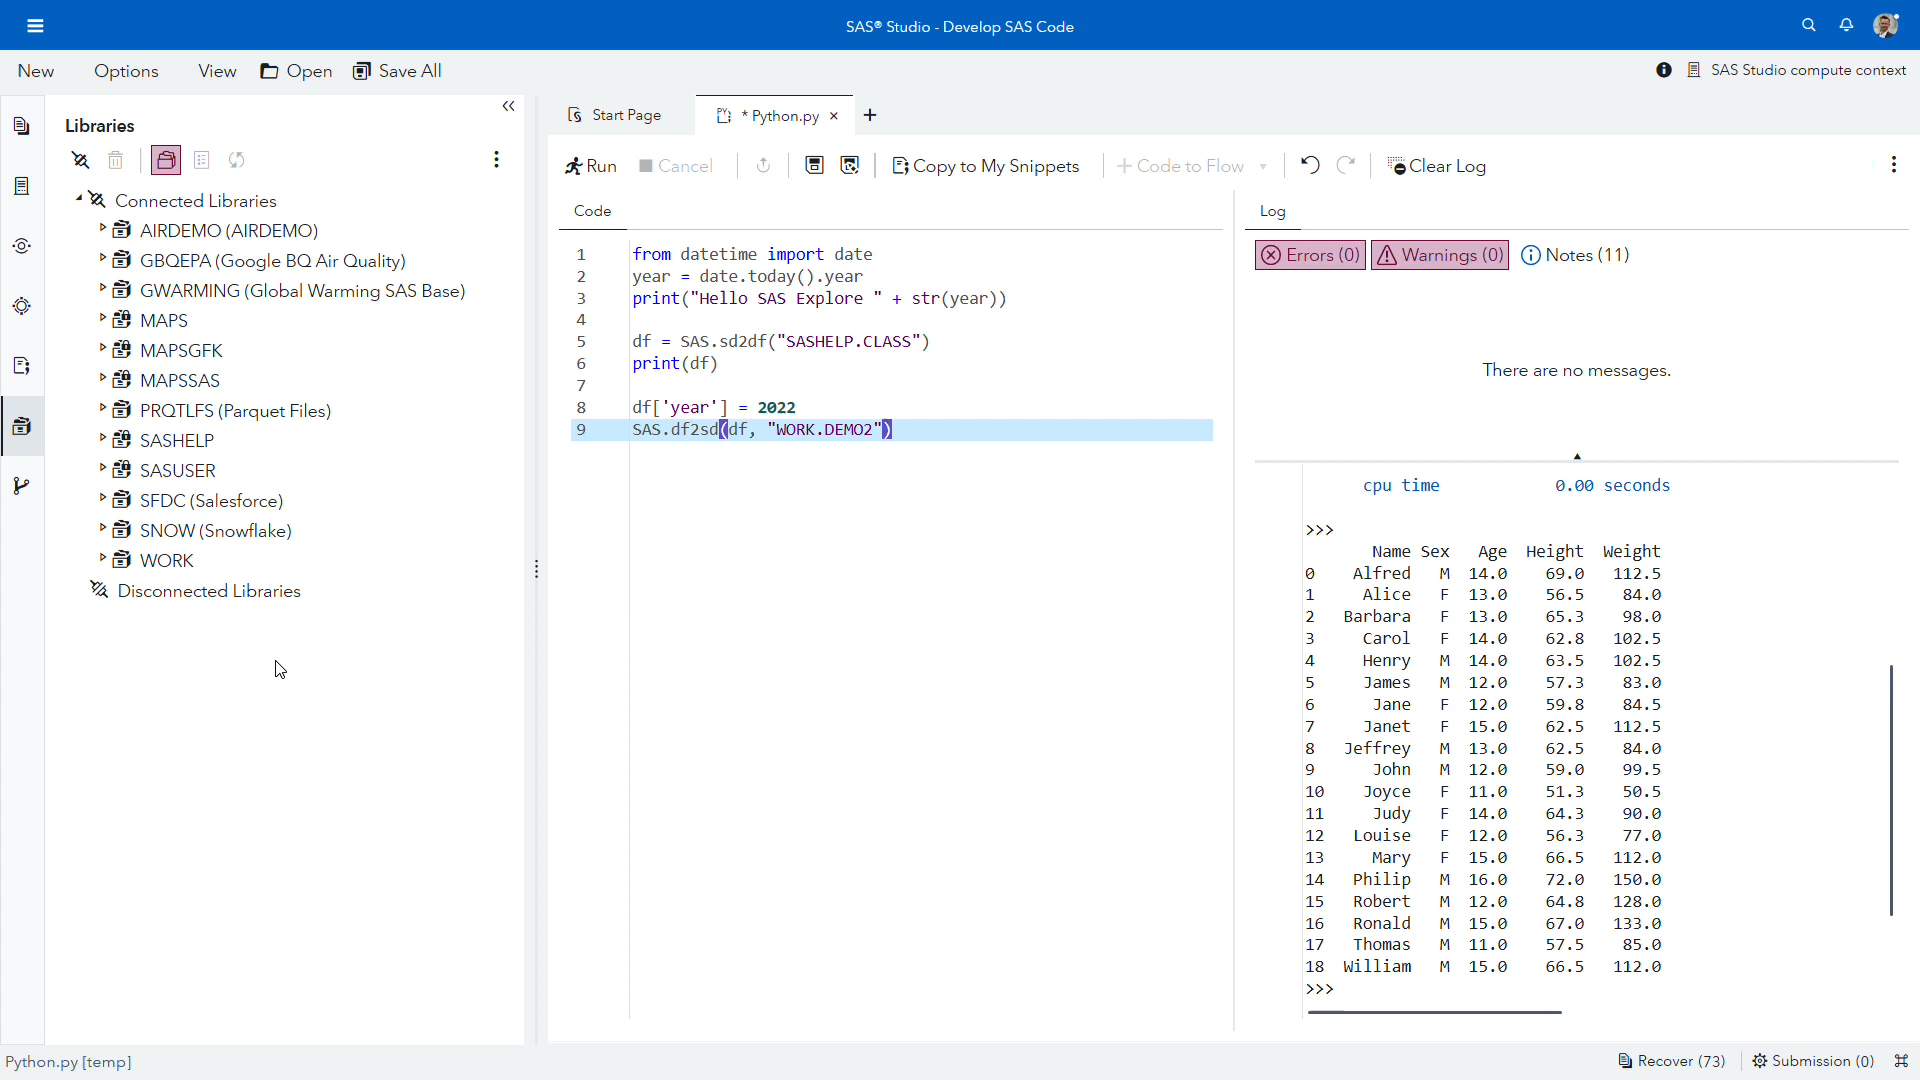 SAS® Studio - Develop SAS Code
New Options View Open Save All
SAS Studio compute context
Libraries
Connected Libraries
AIRDEMO (AIRDEMO)
GBQEPA (Google BQ Air Quality)
GWARMING (Global Warming SAS Base)
MAPS
MAPSGFK
MAPSSAS
PRQTLFS (Parquet Files)
SASHELP
SASUSER
SFDC (Salesforce)
SNOW (Snowflake)
WORK
Disconnected Libraries
Start Page
* Python.py
Run Cancel Copy to My Snippets Code to Flow Clear Log
Code
1 from datetime import date
2 year = date.today().year
3 print("Hello SAS Explore " + str(year))
4
5 df = SAS.sd2df("SASHELP.CLASS")
6 print(df)
7
8 df['year'] = 2022
9 SAS.df2sd(df, "WORK.DEMO2")
Log
Errors (0) Warnings (0) Notes (11)
There are no messages.
cpu time 0.00 seconds
>>>
Name Sex Age Height Weight
0 Alfred M 14.0 69.0 112.5
1 Alice F 13.0 56.5 84.0
2 Barbara F 13.0 65.3 98.0
3 Carol F 14.0 62.8 102.5
4 Henry M 14.0 63.5 102.5
5 James M 12.0 57.3 83.0
6 Jane F 12.0 59.8 84.5
7 Janet F 15.0 62.5 112.5
8 Jeffrey M 13.0 62.5 84.0
9 John M 12.0 59.0 99.5
10 Joyce F 11.0 51.3 50.5
11 Judy F 14.0 64.3 90.0
12 Louise F 12.0 56.3 77.0
13 Mary F 15.0 66.5 112.0
14 Philip M 16.0 72.0 150.0
15 Robert M 12.0 64.8 128.0
16 Ronald M 15.0 67.0 133.0
17 Thomas M 11.0 57.5 85.0
18 William M 15.0 66.5 112.0
>>>
Python.py [temp]
Recover (73) Submission (0)